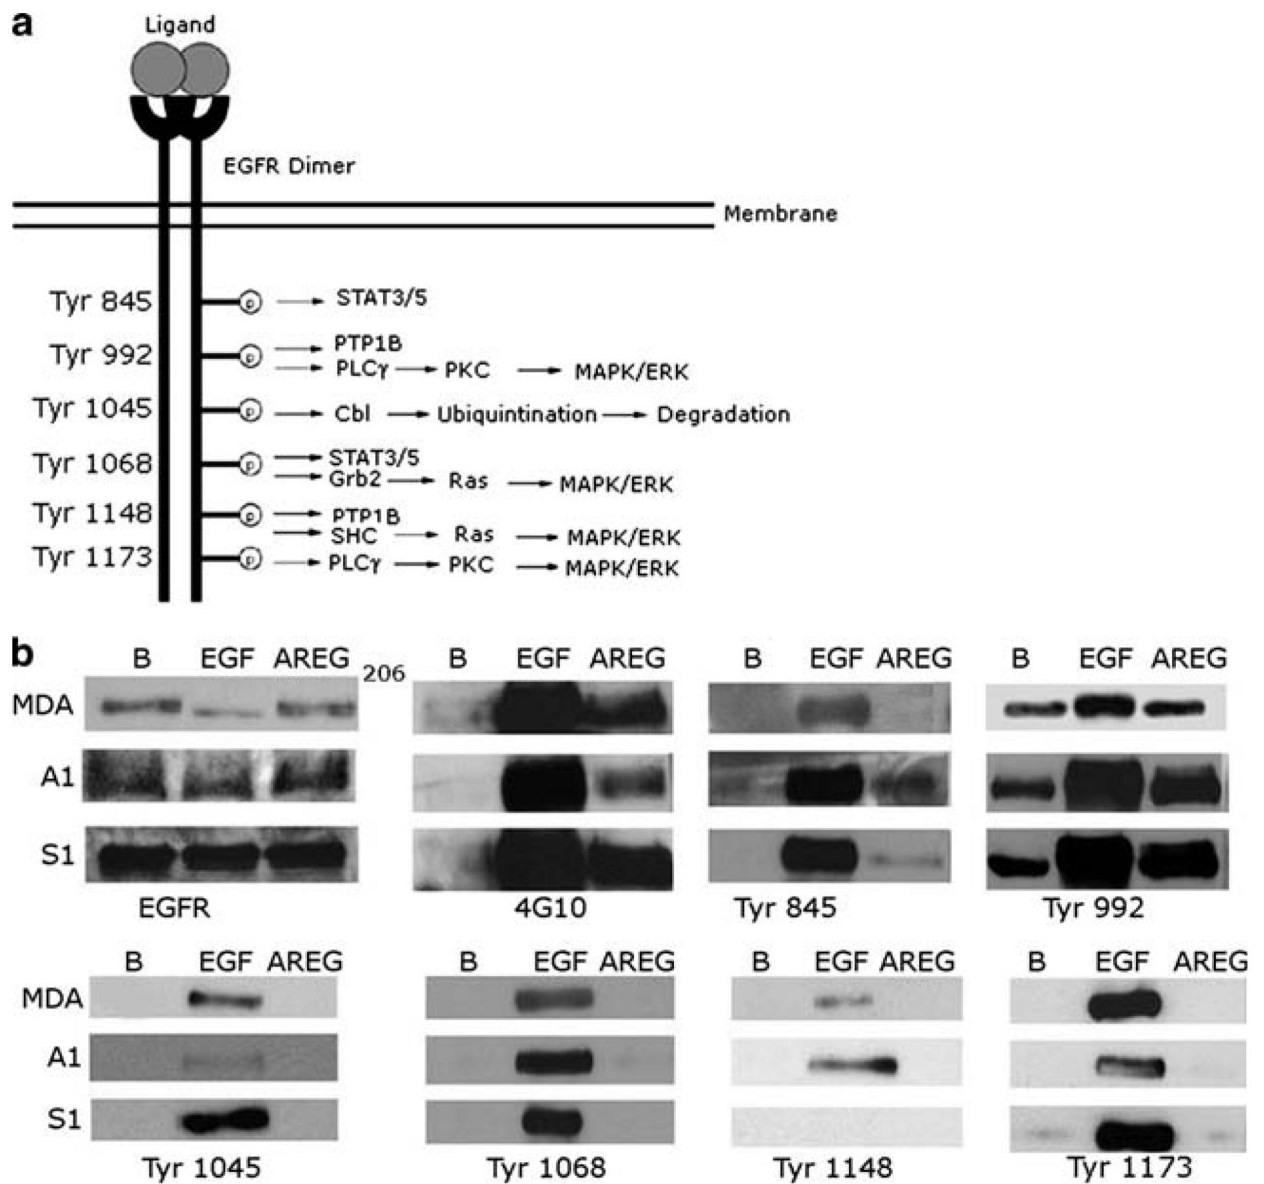 a
Ligand
EGFR Dimer
Membrane
Tyr 845 p STAT3/5
Tyr 992 p PTP1B
PLCγ PKC MAPK/ERK
Tyr 1045 p Cbl Ubiquintination Degradation
Tyr 1068 p STAT3/5
Grb2 Ras MAPK/ERK
Tyr 1148 p PTP1B
SHC Ras MAPK/ERK
Tyr 1173 p PLCγ PKC MAPK/ERK
b
B EGF AREG 206 B EGF AREG B EGF AREG B EGF AREG
MDA
A1
S1
EGFR 4G10 Tyr 845 Tyr 992
B EGF AREG B EGF AREG B EGF AREG B EGF AREG
MDA
A1
S1
Tyr 1045 Tyr 1068 Tyr 1148 Tyr 1173